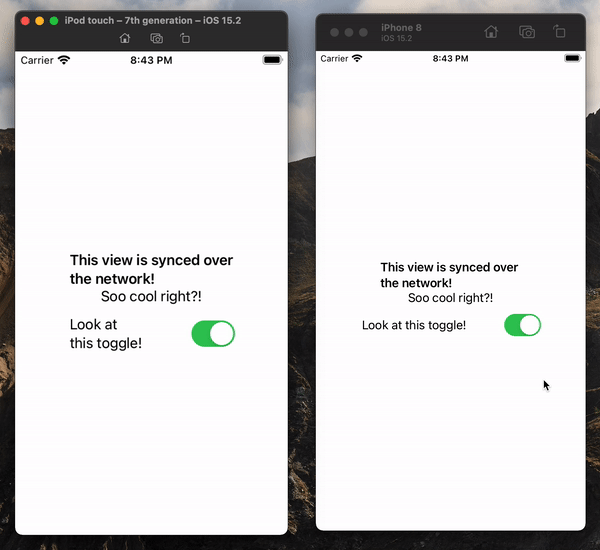 iPod touch – 7th generation – iOS 15.2
Carrier 8:43 PM
This view is synced over
the network!
Soo cool right?!
Look at
this toggle!
iPhone 8
iOS 15.2
Carrier 8:43 PM
This view is synced over
the network!
Soo cool right?!
Look at this toggle!